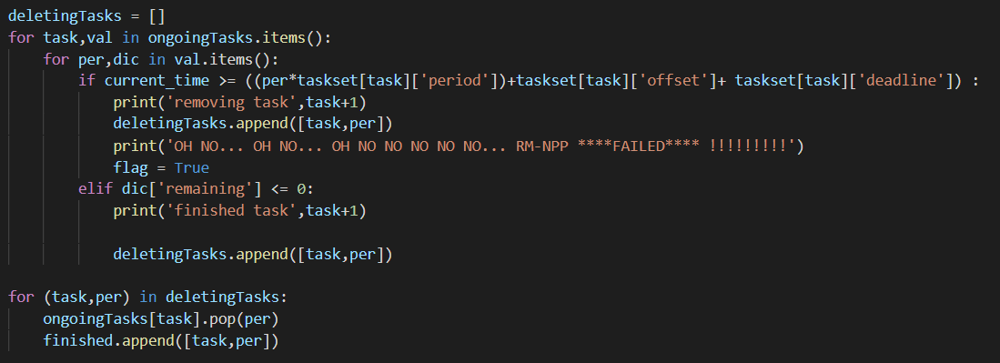 deletingTasks = []
for task,val in ongoingTasks.items():
    for per,dic in val.items():
        if current_time >= ((per*taskset[task]['period'])+taskset[task]['offset']+ taskset[task]['deadline']) :
            print('removing task',task+1)
            deletingTasks.append([task,per])
            print('OH NO... OH NO... OH NO NO NO NO NO... RM-NPP ****FAILED**** !!!!!!!!!')
            flag = True
        elif dic['remaining'] <= 0:
            print('finished task',task+1)

            deletingTasks.append([task,per])

for (task,per) in deletingTasks:
    ongoingTasks[task].pop(per)
    finished.append([task,per])